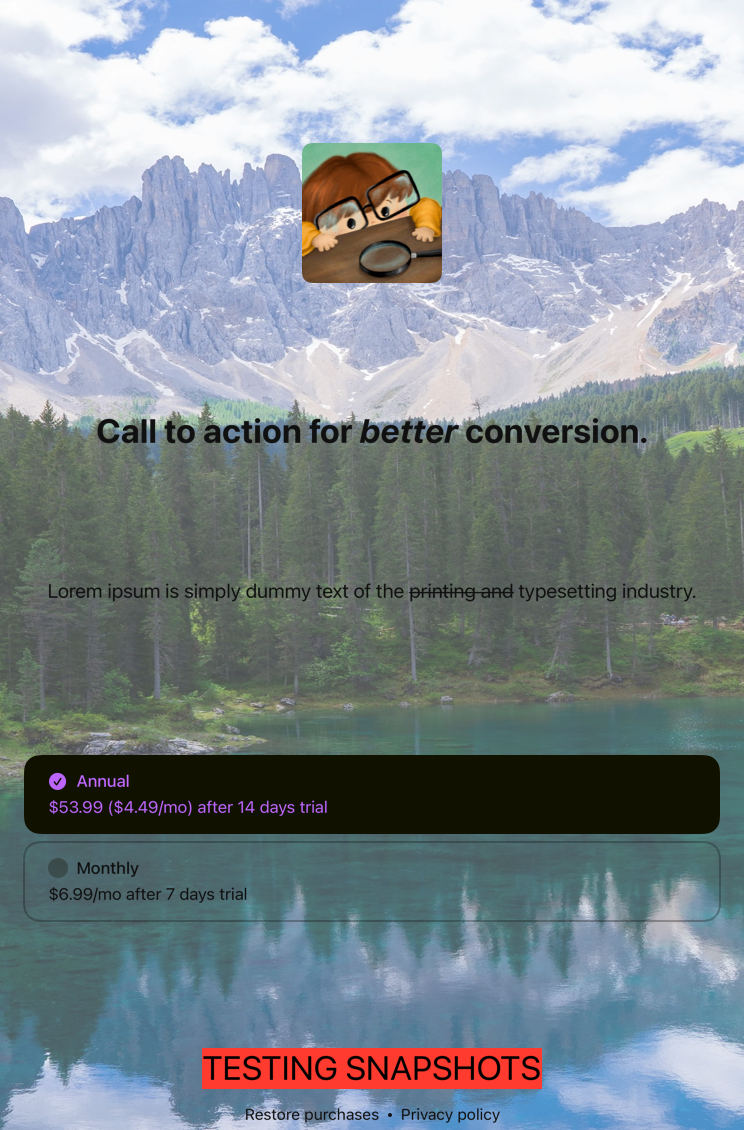 Call to action for better conversion.
Lorem ipsum is simply dummy text of the printing and typesetting industry.
Annual
$53.99 ($4.49/mo) after 14 days trial
Monthly
$6.99/mo after 7 days trial
TESTING SNAPSHOTS
Restore purchases • Privacy policy